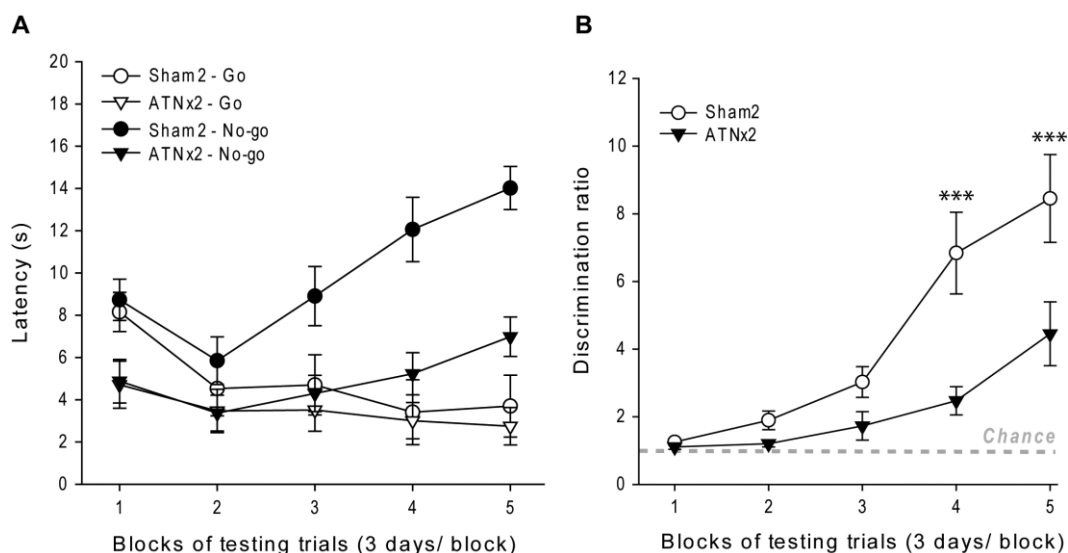 A
Latency (s)
20
18
16
14
12
10
8
6
4
2
0
Sham2 - Go
ATNx2 - Go
Sham2 - No-go
ATNx2 - No-go
1 2 3 4 5
Blocks of testing trials (3 days/ block)
B
Discrimination ratio
12
10
8
6
4
2
0
Sham2
ATNx2
***
***
Chance
1 2 3 4 5
Blocks of testing trials (3 days/ block)